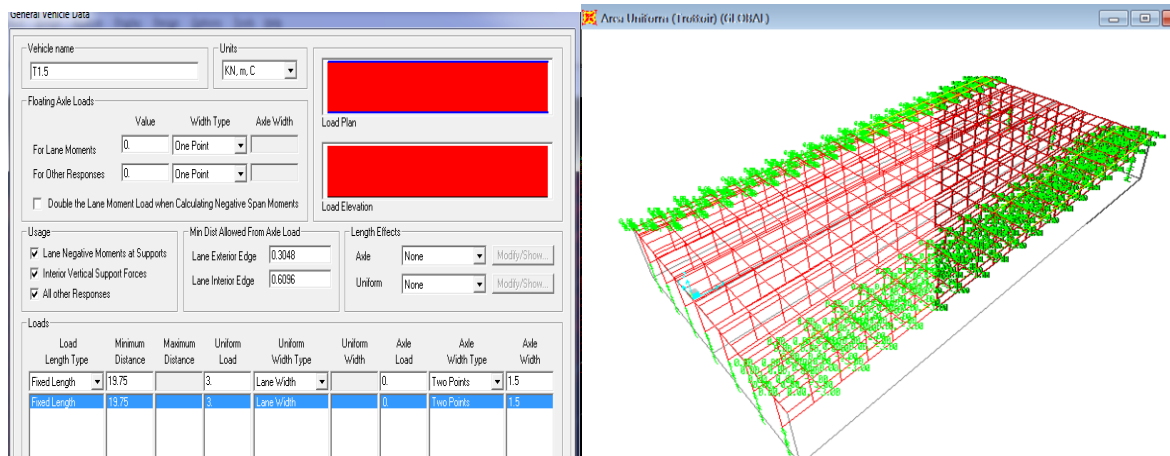 General Vehicle Data
Vehicle name
T1.5
Units
KN, m, C
Floating Axle Loads
Value Width Type Axle Width
For Lane Moments 0. One Point
For Other Responses 0. One Point
Double the Lane Moment Load when Calculating Negative Span Moments
Load Plan
Load Elevation
Usage
Lane Negative Moments at Supports
Interior Vertical Support Forces
All other Responses
Min Dist Allowed From Axle Load
Lane Exterior Edge 0.3048
Lane Interior Edge 0.6096
Length Effects
Axle None Modify/Show...
Uniform None Modify/Show...
Loads
Load Minimum Maximum Uniform Uniform Uniform Axle Axle Axle
Length Type Distance Distance Load Width Type Width Load Width Type Width
Fixed Length 19.75 3. Lane Width 0. Two Points 1.5
Fixed Length 19.75 3. Lane Width 0. Two Points 1.5
Area Uniform (Trottoir) (GLOBAL)